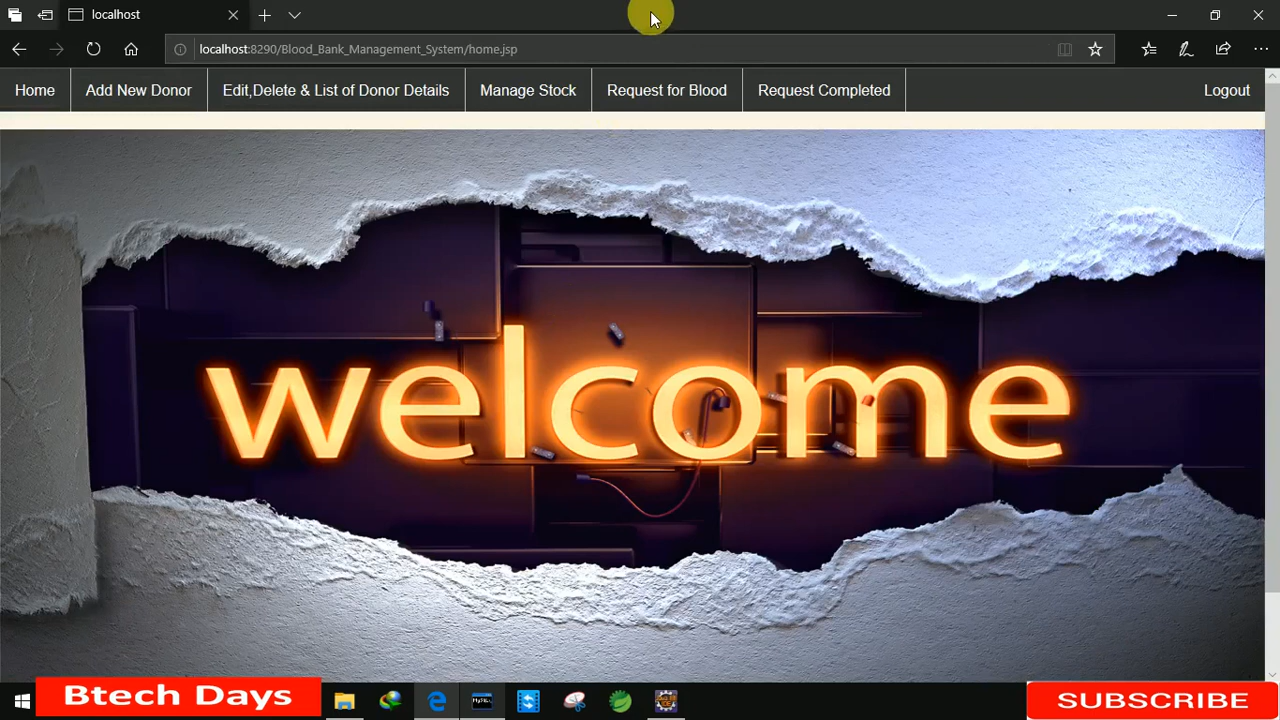 localhost
localhost:8290/Blood_Bank_Management_System/home.jsp
Home Add New Donor Edit,Delete & List of Donor Details Manage Stock Request for Blood Request Completed Logout
welcome
Btech Days SUBSCRIBE